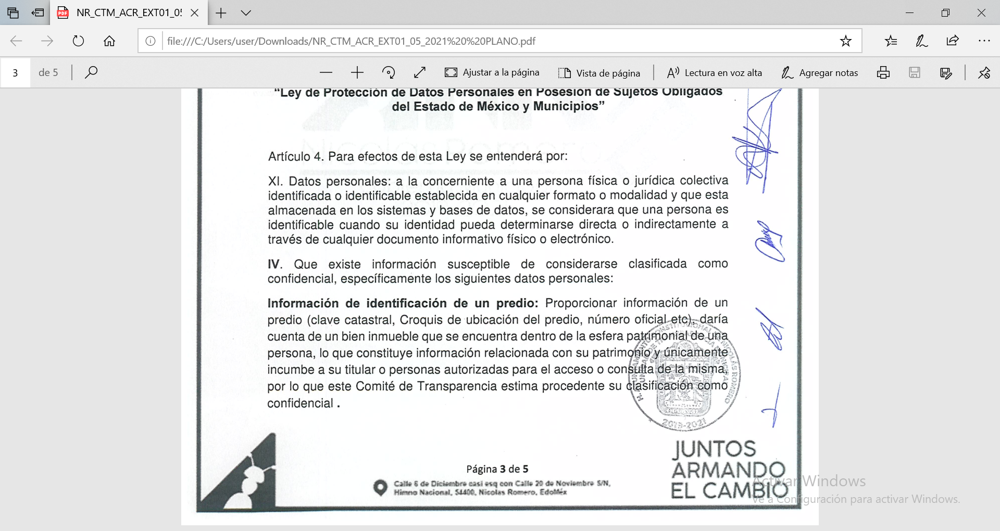 NR_CTM_ACR_EXT01_05
file:///C:/Users/user/Downloads/NR_CTM_ACR_EXT01_05_2021%20%20PLANO.pdf
3 de 5
Ajustar a la página
Vista de página
Lectura en voz alta
Agregar notas
“Ley de Protección de Datos Personales en Posesión de Sujetos Obligados
del Estado de México y Municipios”
Nicolás Romero
Artículo 4. Para efectos de esta Ley se entenderá por:
XI. Datos personales: a la concerniente a una persona física o jurídica colectiva
identificada o identificable establecida en cualquier formato o modalidad y que esta
almacenada en los sistemas y bases de datos, se considerara que una persona es
identificable cuando su identidad pueda determinarse directa o indirectamente a
través de cualquier documento informativo físico o electrónico.
IV. Que existe información susceptible de considerarse clasificada como
confidencial, específicamente los siguientes datos personales:
Información de identificación de un predio: Proporcionar información de un
predio (clave catastral, Croquis de ubicación del predio, número oficial etc), daría
cuenta de un bien inmueble que se encuentra dentro de la esfera patrimonial de una
persona, lo que constituye información relacionada con su patrimonio y únicamente
incumbe a su titular o personas autorizadas para el acceso o consulta de la misma,
por lo que este Comité de Transparencia estima procedente su clasificación como
confidencial .
2019-2021
Página 3 de 5
Calle 6 de Diciembre casi esq con Calle 20 de Noviembre S/N,
Himno Nacional, 54400, Nicolas Romero, EdoMéx
JUNTOS
ARMANDO
EL CAMBIO
Activar Windows
Ve a Configuración para activar Windows.